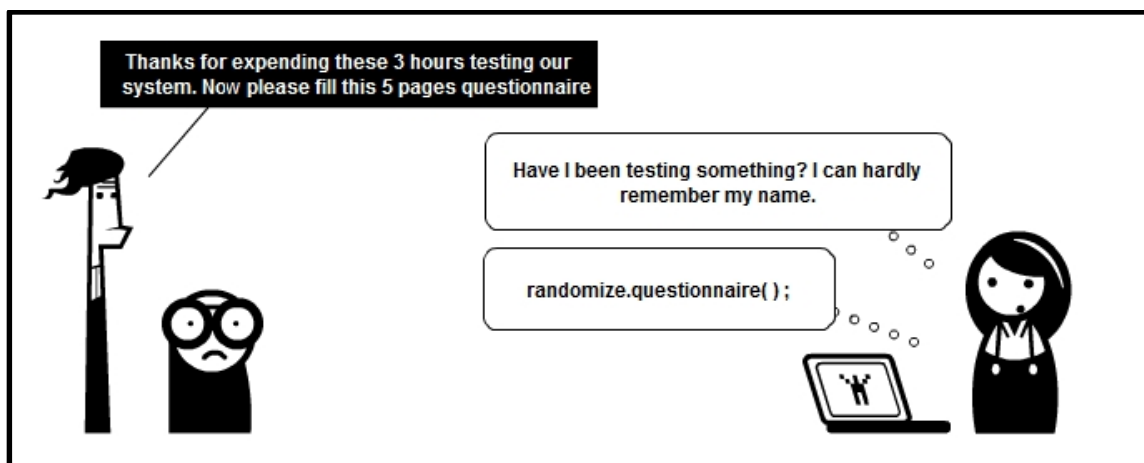 Thanks for expending these 3 hours testing our
system. Now please fill this 5 pages questionnaire
Have I been testing something? I can hardly
remember my name.
randomize.questionnaire( ) ;